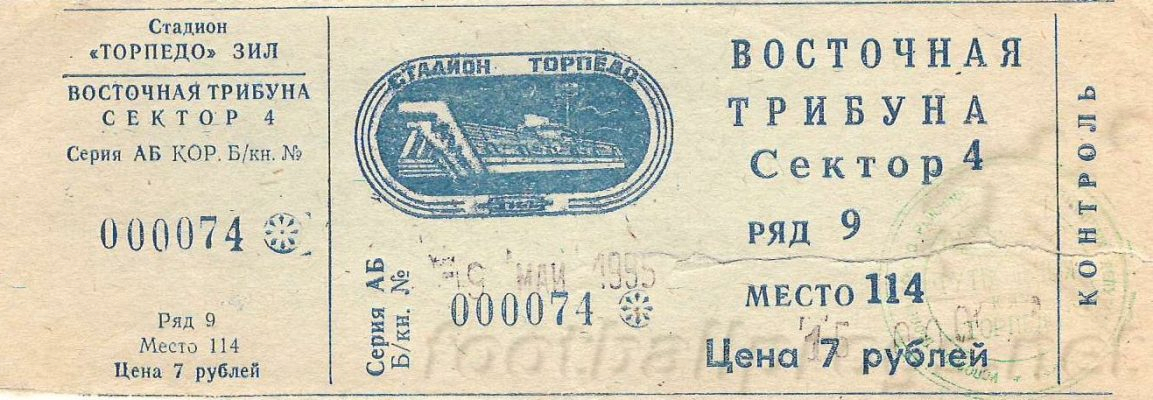 Стадион
«ТОРПЕДО» ЗИЛ
ВОСТОЧНАЯ ТРИБУНА
СЕКТОР 4
Серия АБ КОР. Б/кн. №
000074
Ряд 9
Место 114
Цена 7 рублей
СТАДИОН ТОРПЕДО
МАЙ 1995
Серия АБ
Б/кн. №
000074
ВОСТОЧНАЯ
ТРИБУНА
Сектор 4
РЯД 9
МЕСТО 114
Цена 7 рублей
КОНТРОЛЬ